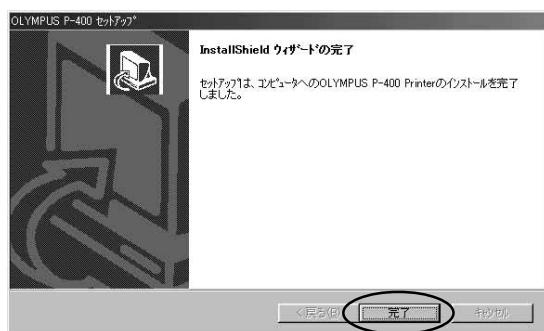 OLYMPUS P-400 ｾｯﾄｱｯﾌﾟ
InstallShield ｳｨｻﾞｰﾄﾞの完了
ｾｯﾄｱｯﾌﾟは、ｺﾝﾋﾟｭｰﾀへのOLYMPUS P-400 Printerのｲﾝｽﾄｰﾙを完了
しました。
< 戻る(B)
完了
ｷｬﾝｾﾙ